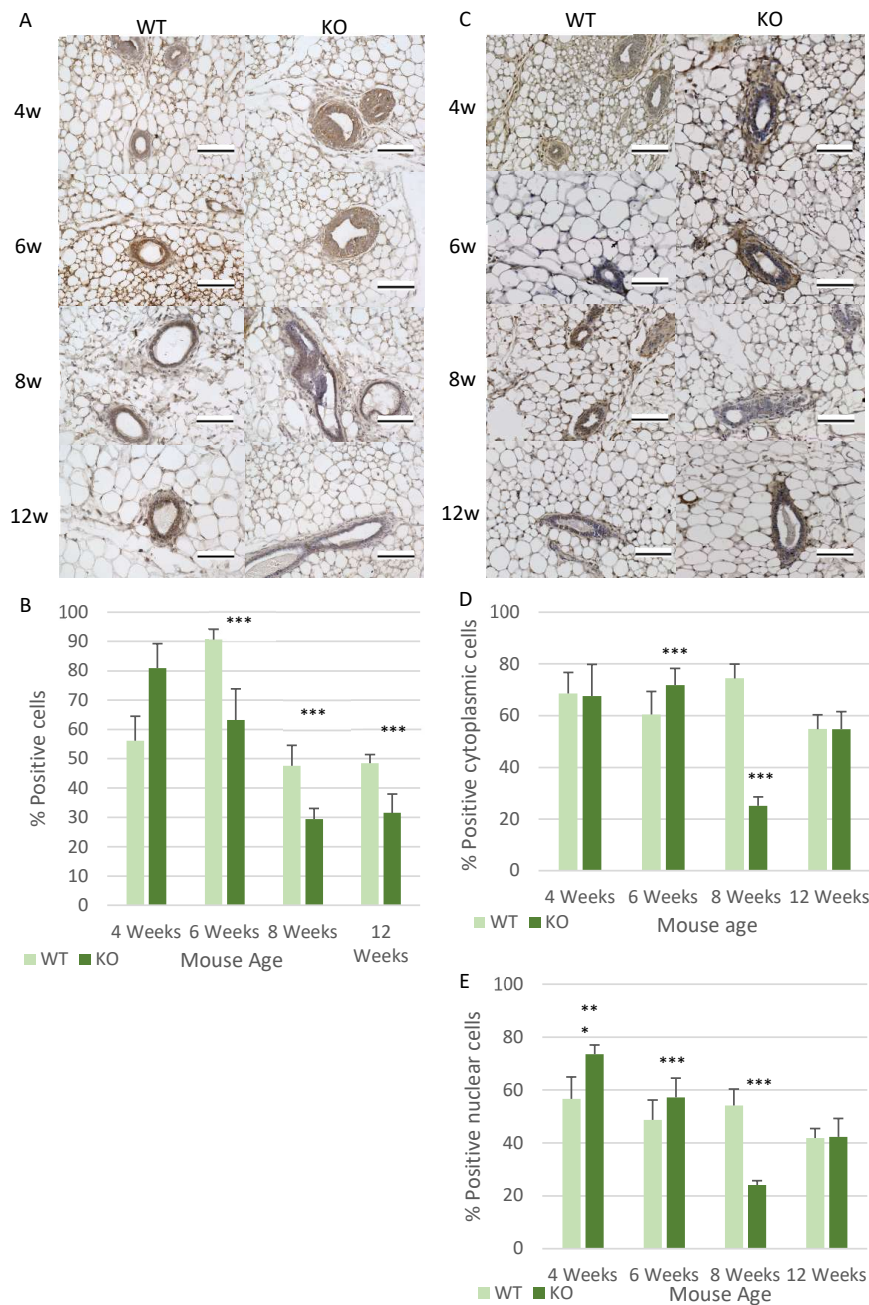 A
WT
KO
4w
6w
8w
12w
C
WT
KO
4w
6w
8w
12w
B
% Positive cells
100
90
80
70
60
50
40
30
20
10
0
***
***
***
4 Weeks 6 Weeks 8 Weeks 12 Weeks
WT KO
Mouse Age
D
% Positive cytoplasmic cells
100
80
60
40
20
0
***
***
4 Weeks 6 Weeks 8 Weeks 12 Weeks
WT KO
Mouse age
E
% Positive nuclear cells
100
80
60
40
20
0
**
*
***
***
4 Weeks 6 Weeks 8 Weeks 12 Weeks
WT KO
Mouse Age